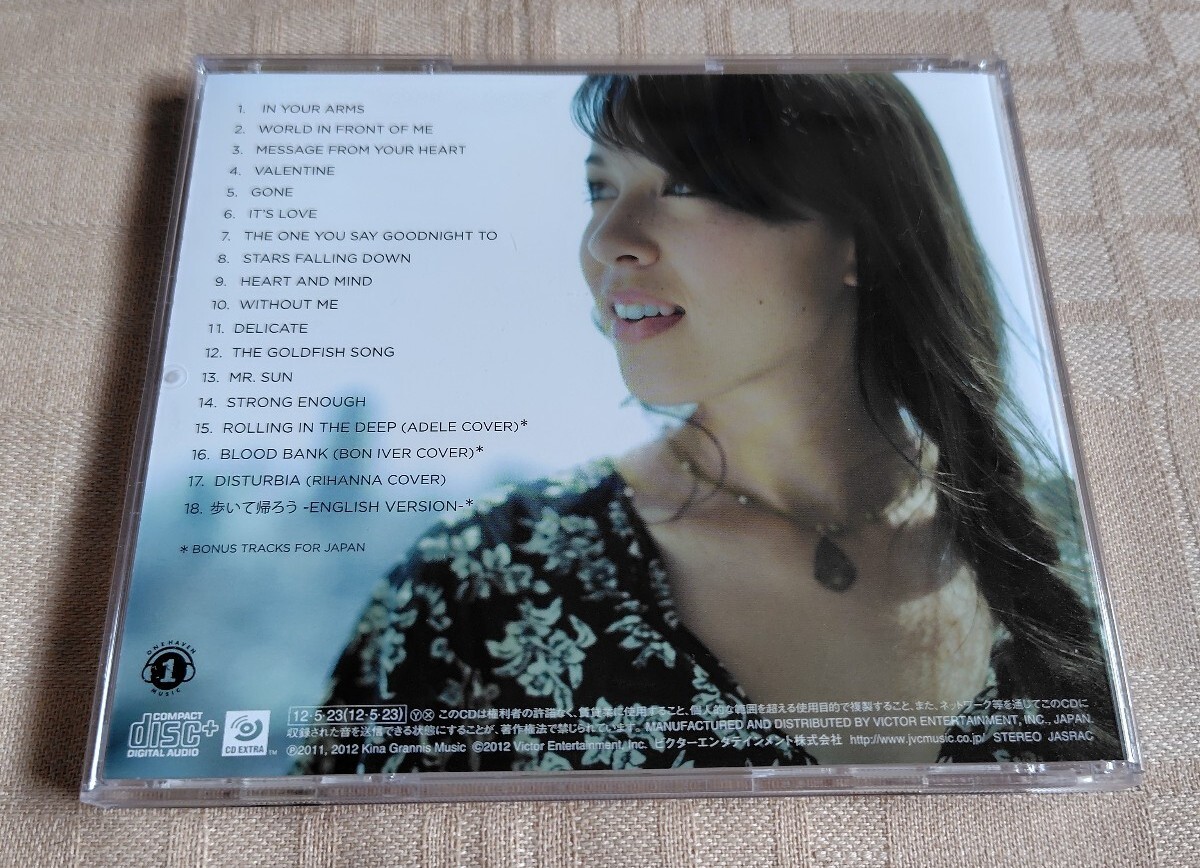 1. IN YOUR ARMS
2. WORLD IN FRONT OF ME
3. MESSAGE FROM YOUR HEART
4. VALENTINE
5. GONE
6. IT'S LOVE
7. THE ONE YOU SAY GOODNIGHT TO
8. STARS FALLING DOWN
9. HEART AND MIND
10. WITHOUT ME
11. DELICATE
12. THE GOLDFISH SONG
13. MR. SUN
14. STRONG ENOUGH
15. ROLLING IN THE DEEP (ADELE COVER)*
16. BLOOD BANK (BON IVER COVER)*
17. DISTURBIA (RIHANNA COVER)
18. 歩いて帰ろう -ENGLISH VERSION-*
* BONUS TRACKS FOR JAPAN
ONE HAVEN
1
MUSIC
COMPACT
disc+
DIGITAL AUDIO
CD EXTRA TM
12・5・23(12・5・23) Ⓨ Ⓧ このCDは権利者の許諾なく、賃貸業に使用すること、個人的な範囲を超える使用目的で複製すること、また、ネットワーク等を通じてこのCDに
収録された音を送信できる状態にすることが、著作権法で禁じられています。 MANUFACTURED AND DISTRIBUTED BY VICTOR ENTERTAINMENT, INC., JAPAN.
℗2011, 2012 Kina Grannis Music ©2012 Victor Entertainment, Inc. ビクターエンタテインメント株式会社 http://www.jvcmusic.co.jp/ STEREO JASRAC